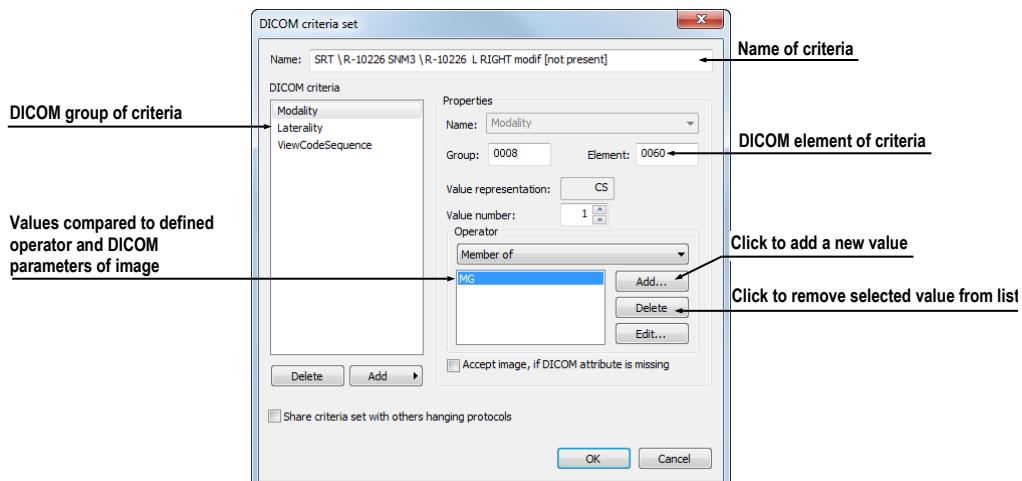 DICOM criteria set
x
Name: SRT \ R-10226 SNM3 \ R-10226 L RIGHT modif [not present]
Name of criteria
DICOM criteria
DICOM group of criteria
Modality
Laterality
ViewCodeSequence
Properties
Name: Modality
Group: 0008 Element: 0060
DICOM element of criteria
Value representation: CS
Value number: 1
Values compared to defined
operator and DICOM
parameters of image
Operator
Member of
Click to add a new value
MG
Add...
Click to remove selected value from list
Delete
Edit...
Accept image, if DICOM attribute is missing
Delete Add
Share criteria set with others hanging protocols
OK Cancel